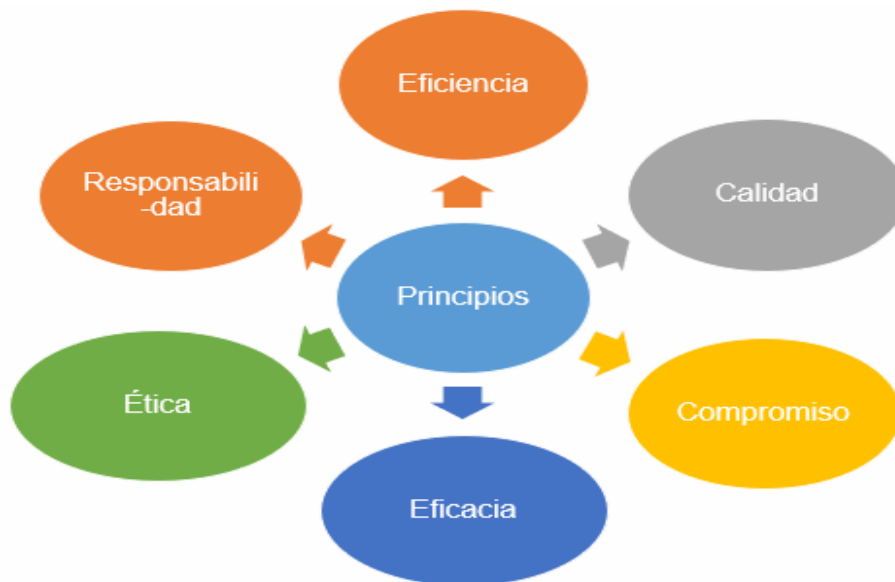 Eficiencia
Responsabili
-dad
Calidad
Principios
Ética
Compromiso
Eficacia